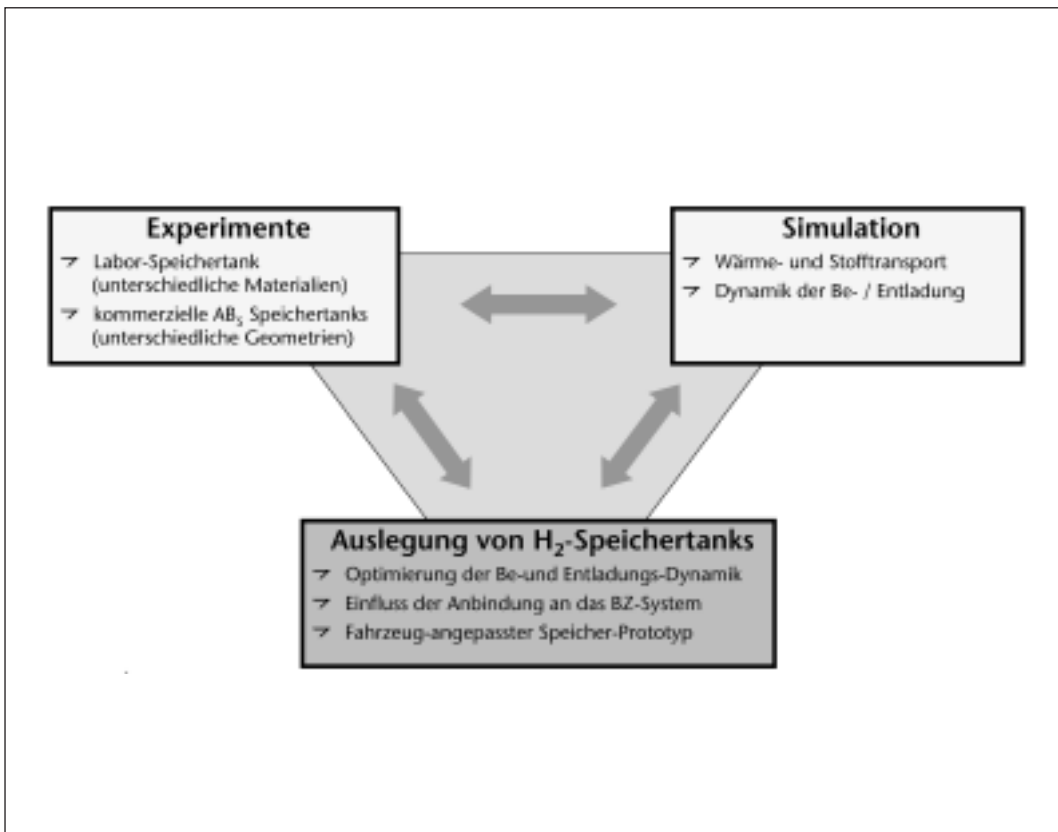 Experimente
Labor-Speichertank
(unterschiedliche Materialien)
kommerzielle AB₅ Speichertanks
(unterschiedliche Geometrien)
Simulation
Wärme- und Stofftransport
Dynamik der Be- / Entladung
Auslegung von H₂-Speichertanks
Optimierung der Be-und Entladungs-Dynamik
Einfluss der Anbindung an das BZ-System
Fahrzeug-angepasster Speicher-Prototyp